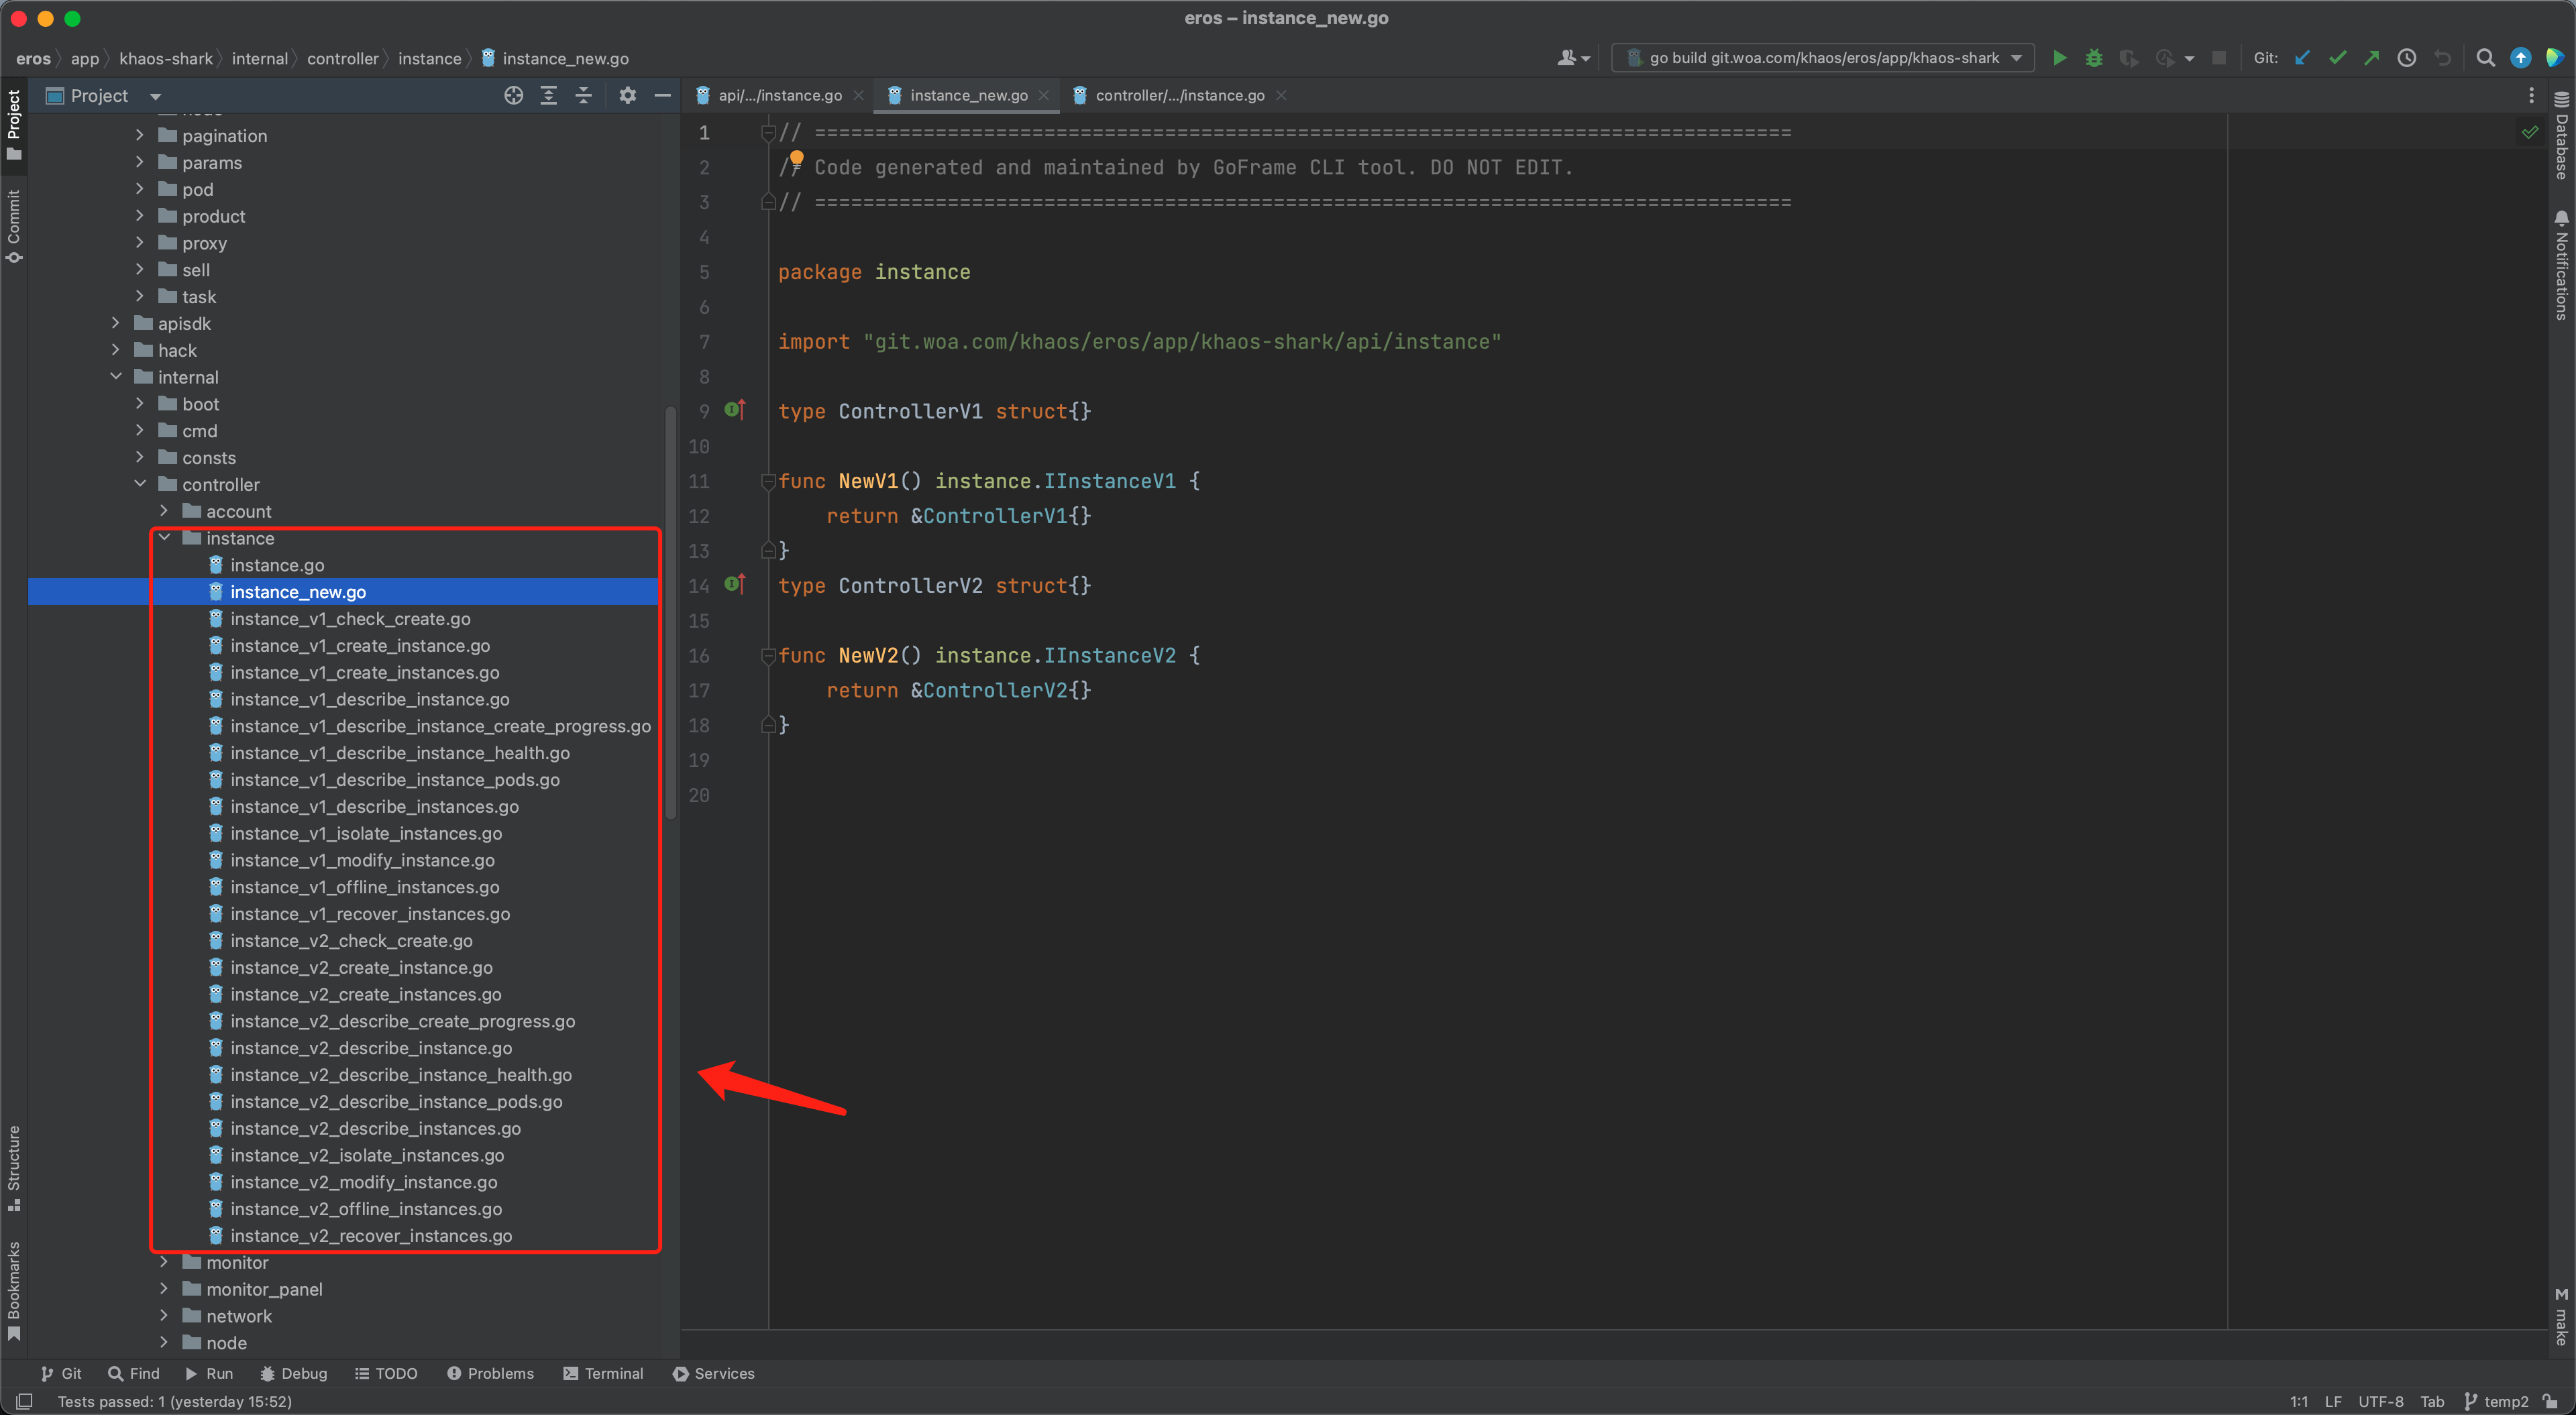 eros – instance_new.go
eros app khaos-shark internal controller instance instance_new.go
go build git.woa.com/khaos/eros/app/khaos-shark
Git:
Project
api/.../instance.go
instance_new.go
controller/.../instance.go
Project
Commit
Structure
Bookmarks
pagination
params
pod
product
proxy
sell
task
apisdk
hack
internal
boot
cmd
consts
controller
account
instance
instance.go
instance_new.go
instance_v1_check_create.go
instance_v1_create_instance.go
instance_v1_create_instances.go
instance_v1_describe_instance.go
instance_v1_describe_instance_create_progress.go
instance_v1_describe_instance_health.go
instance_v1_describe_instance_pods.go
instance_v1_describe_instances.go
instance_v1_isolate_instances.go
instance_v1_modify_instance.go
instance_v1_offline_instances.go
instance_v1_recover_instances.go
instance_v2_check_create.go
instance_v2_create_instance.go
instance_v2_create_instances.go
instance_v2_describe_create_progress.go
instance_v2_describe_instance.go
instance_v2_describe_instance_health.go
instance_v2_describe_instance_pods.go
instance_v2_describe_instances.go
instance_v2_isolate_instances.go
instance_v2_modify_instance.go
instance_v2_offline_instances.go
instance_v2_recover_instances.go
monitor
monitor_panel
network
node
1 // =================================================================================
2 // Code generated and maintained by GoFrame CLI tool. DO NOT EDIT.
3 // =================================================================================
4
5 package instance
6
7 import "git.woa.com/khaos/eros/app/khaos-shark/api/instance"
8
9 type ControllerV1 struct{}
10
11 func NewV1() instance.IInstanceV1 {
12 return &ControllerV1{}
13 }
14 type ControllerV2 struct{}
15
16 func NewV2() instance.IInstanceV2 {
17 return &ControllerV2{}
18 }
19
20
Database
Notifications
make
Git Find Run Debug TODO Problems Terminal Services
Tests passed: 1 (yesterday 15:52)
1:1 LF UTF-8 Tab temp2